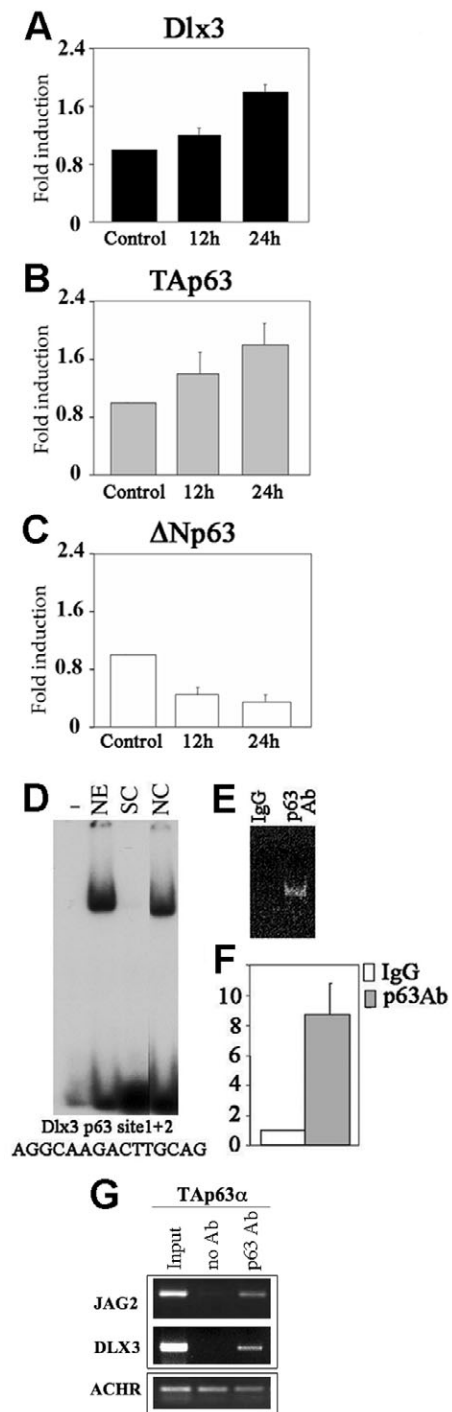 A
Dlx3
2.4
1.6
0.8
0
Fold induction
Control 12h 24h
B
TAp63
2.4
1.6
0.8
0
Fold induction
Control 12h 24h
C
ΔNp63
2.4
1.6
0.8
0
Fold induction
Control 12h 24h
D
– NE SC NC
Dlx3 p63 site1+2
AGGCAAGACTTGCAG
E
IgG p63 Ab
F
IgG
p63Ab
10
8
6
4
2
0
G
TAp63α
Input no Ab p63 Ab
JAG2
DLX3
ACHR